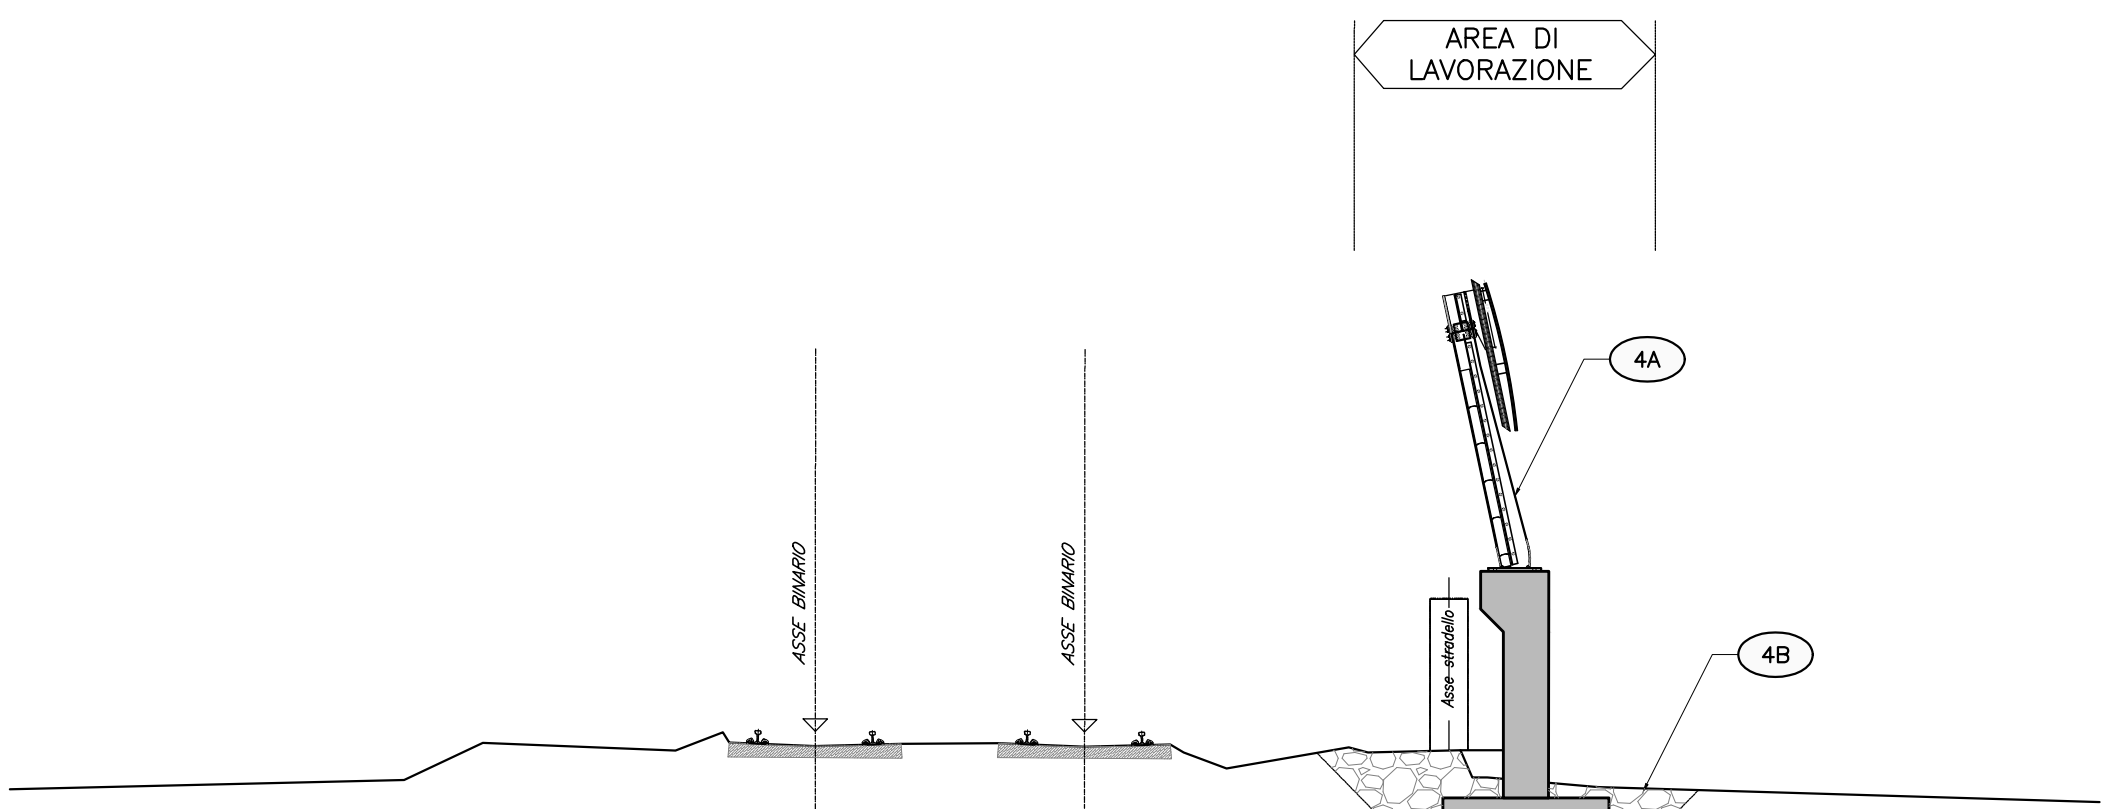 AREA DI
LAVORAZIONE
4A
ASSE BINARIO
ASSE BINARIO
Asse stradello
4B